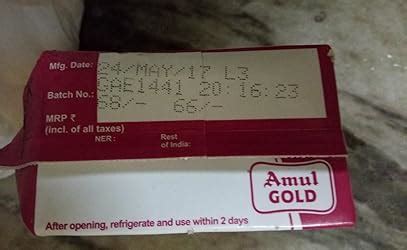 Mfg. Date: 24/MAY/17 L3
Batch No.: GAE1441 20:16:23
MRP ₹ 68/- 66/-
(incl. of all taxes)
NER: Rest of India:
Amul
GOLD
After opening, refrigerate and use within 2 days